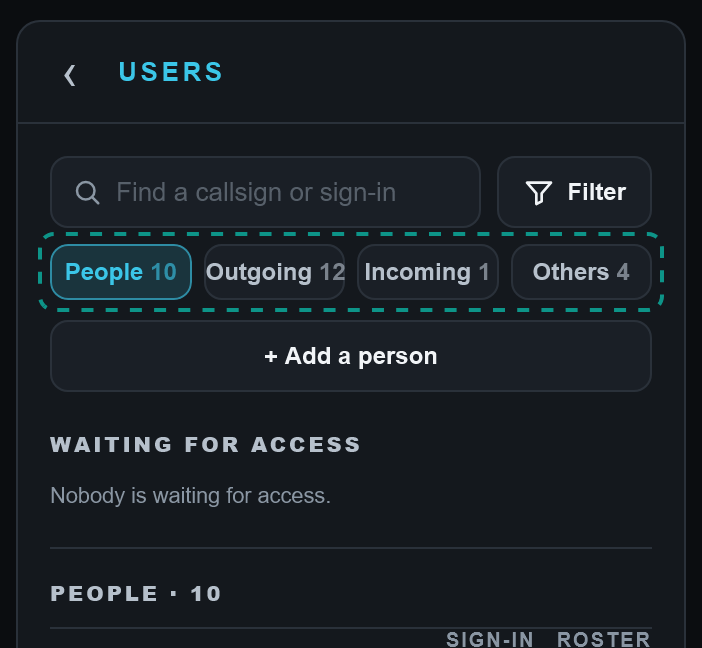 USERS
Find a callsign or sign-in
Filter
People 10
Outgoing 12
Incoming 1
Others 4
+ Add a person
WAITING FOR ACCESS
Nobody is waiting for access.
PEOPLE · 10
SIGN-IN ROSTER